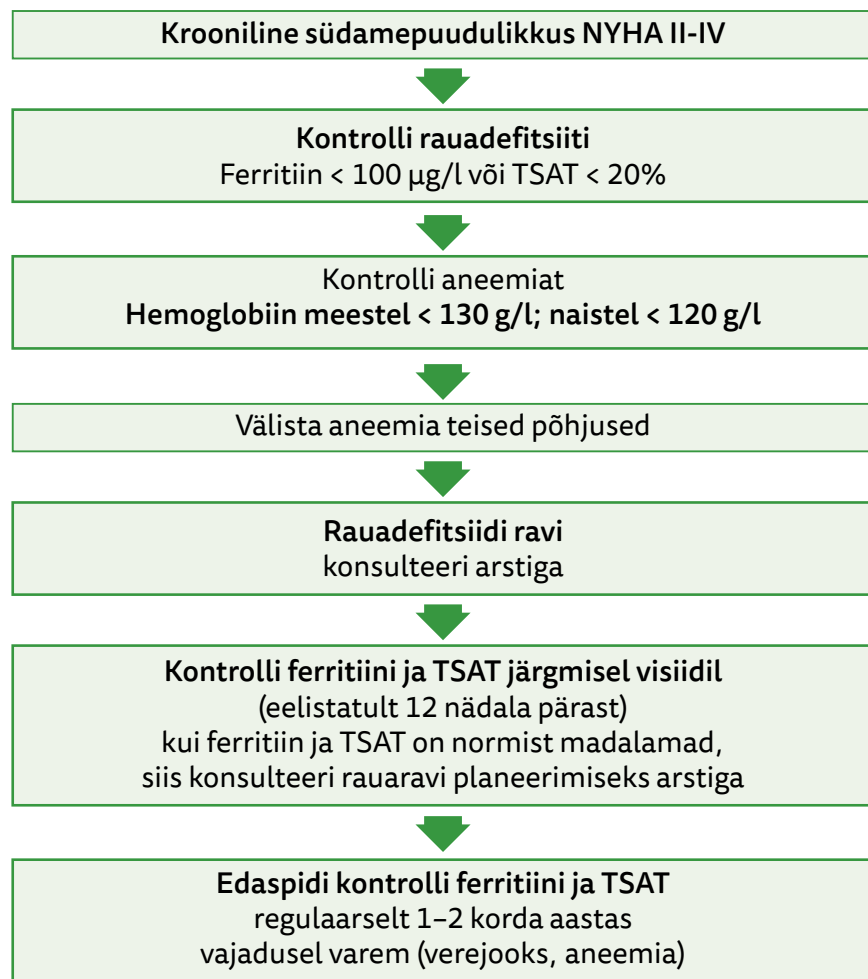 Krooniline südamepuudulikkus NYHA II-IV
Kontrolli rauadefitsiiti
Ferritiin < 100 µg/l või TSAT < 20%
Kontrolli aneemiat
Hemoglobiin meestel < 130 g/l; naistel < 120 g/l
Välista aneemia teised põhjused
Rauadefitsiidi ravi
konsulteeri arstiga
Kontrolli ferritiini ja TSAT järgmisel visiidil
(eelistatult 12 nädala pärast)
kui ferritiin ja TSAT on normist madalamad,
siis konsulteeri rauaravi planeerimiseks arstiga
Edaspidi kontrolli ferritiini ja TSAT
regulaarselt 1–2 korda aastas
vajadusel varem (verejooks, aneemia)